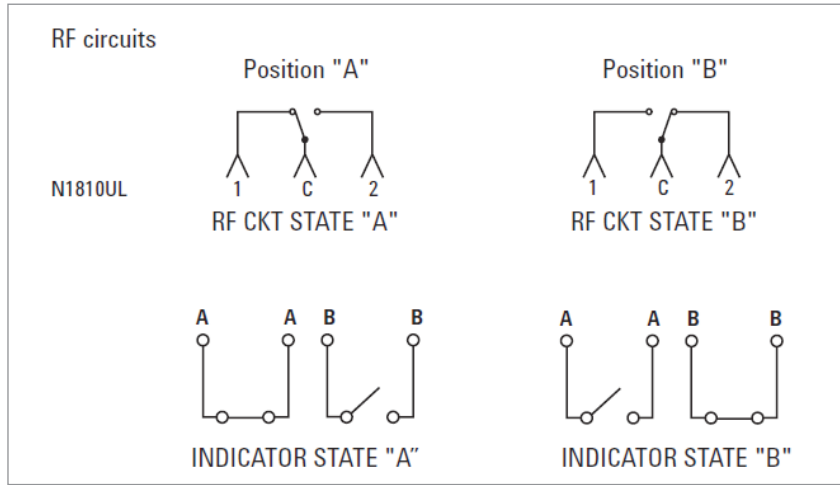 RF circuits
Position "A" Position "B"
N1810UL 1 C 2 1 C 2
RF CKT STATE "A" RF CKT STATE "B"
A A B B A A B B
INDICATOR STATE "A” INDICATOR STATE "B"